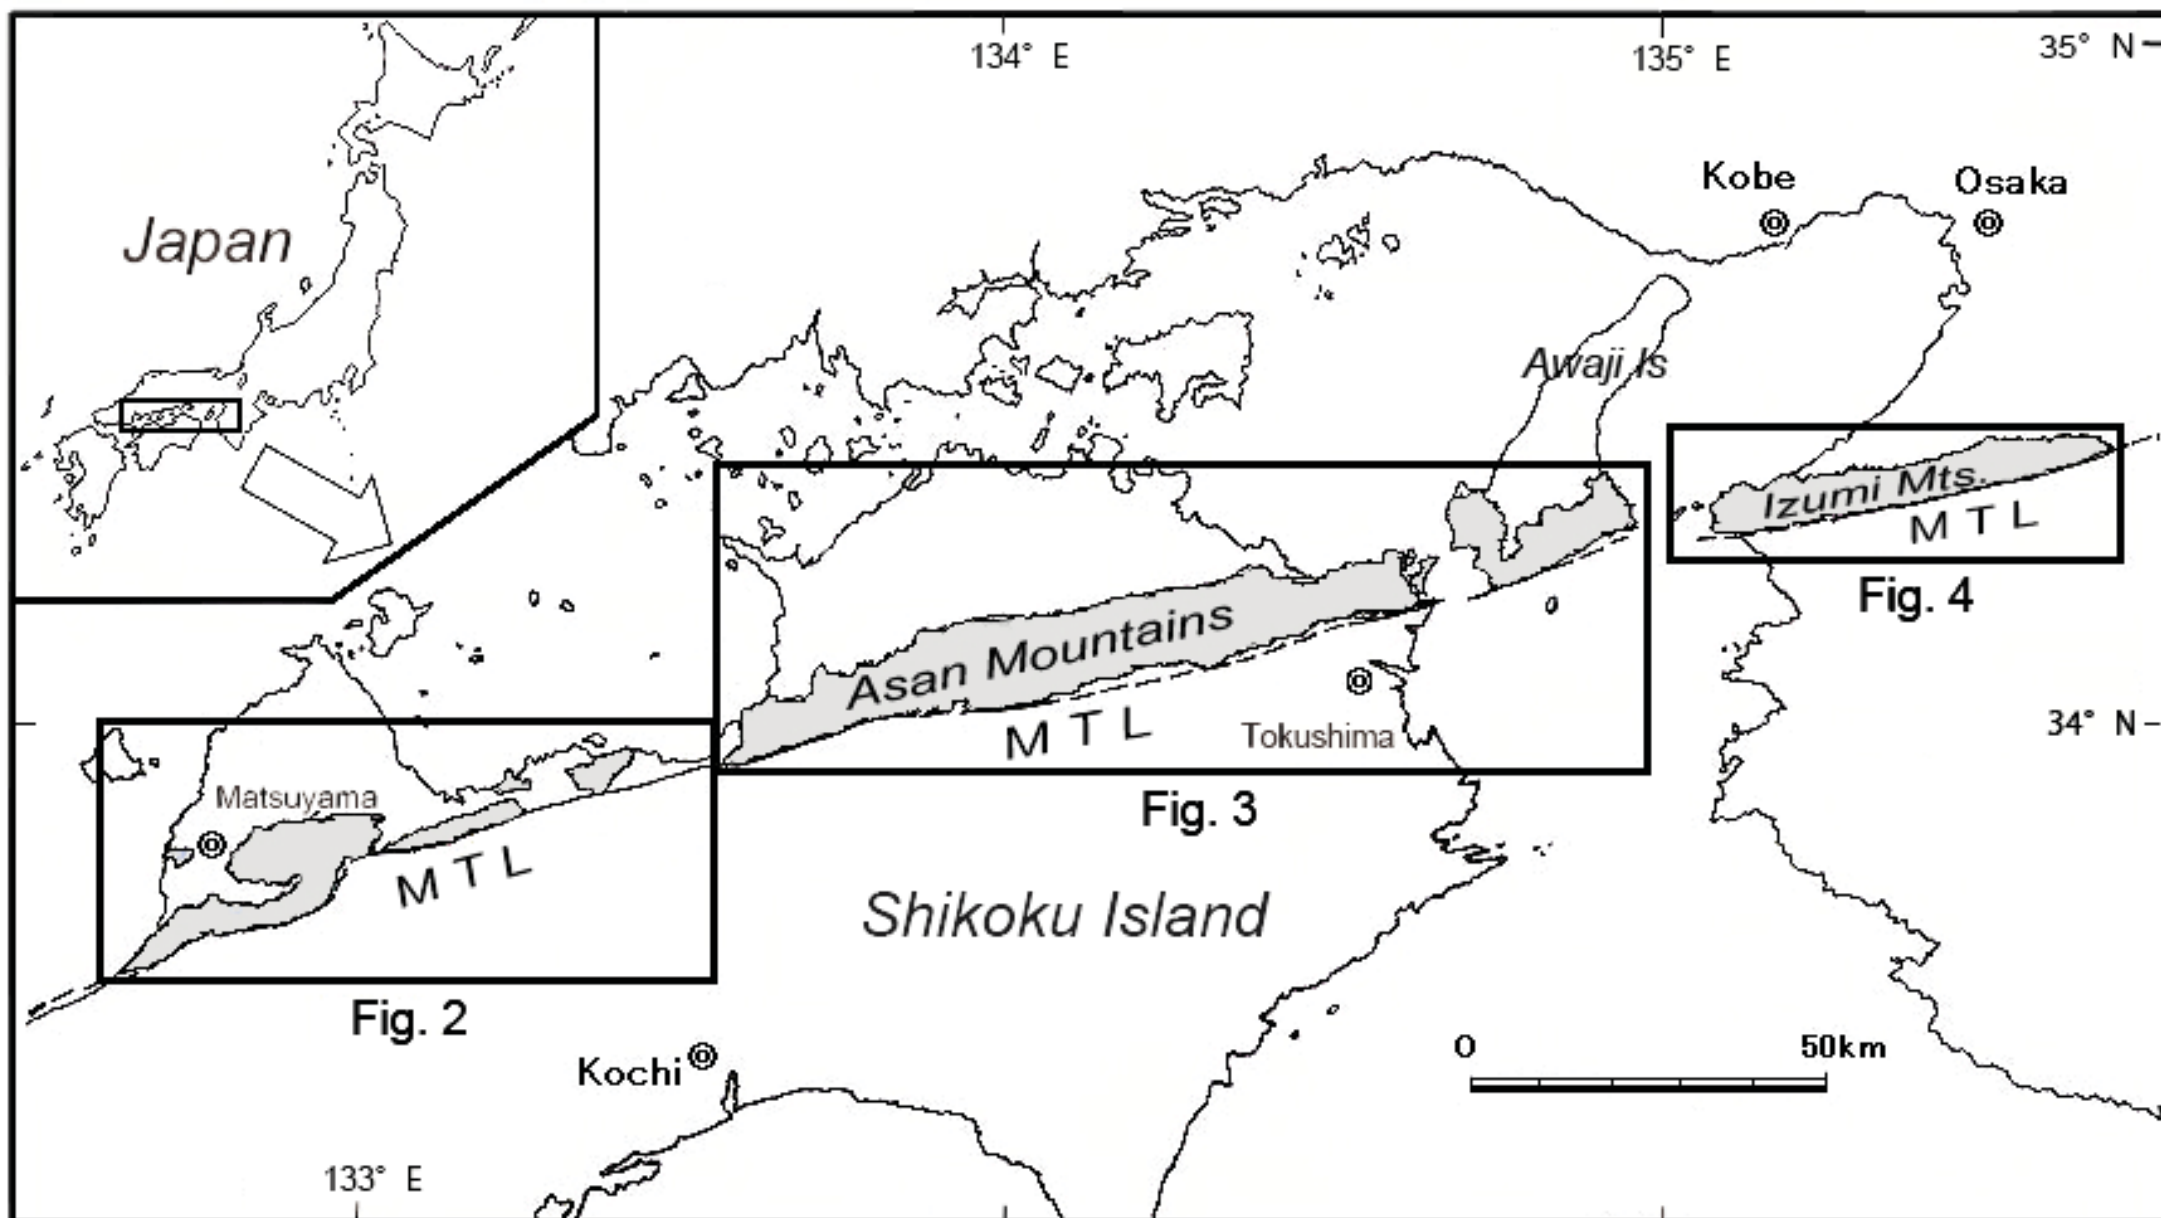 134° E
135° E
35° N
Kobe
Osaka
Japan
Awaji Is
Izumi Mts.
M T L
Fig. 4
Asan Mountains
M T L
Tokushima
34° N
Matsuyama
Fig. 3
M T L
Shikoku Island
Fig. 2
0 50km
Kochi
133° E